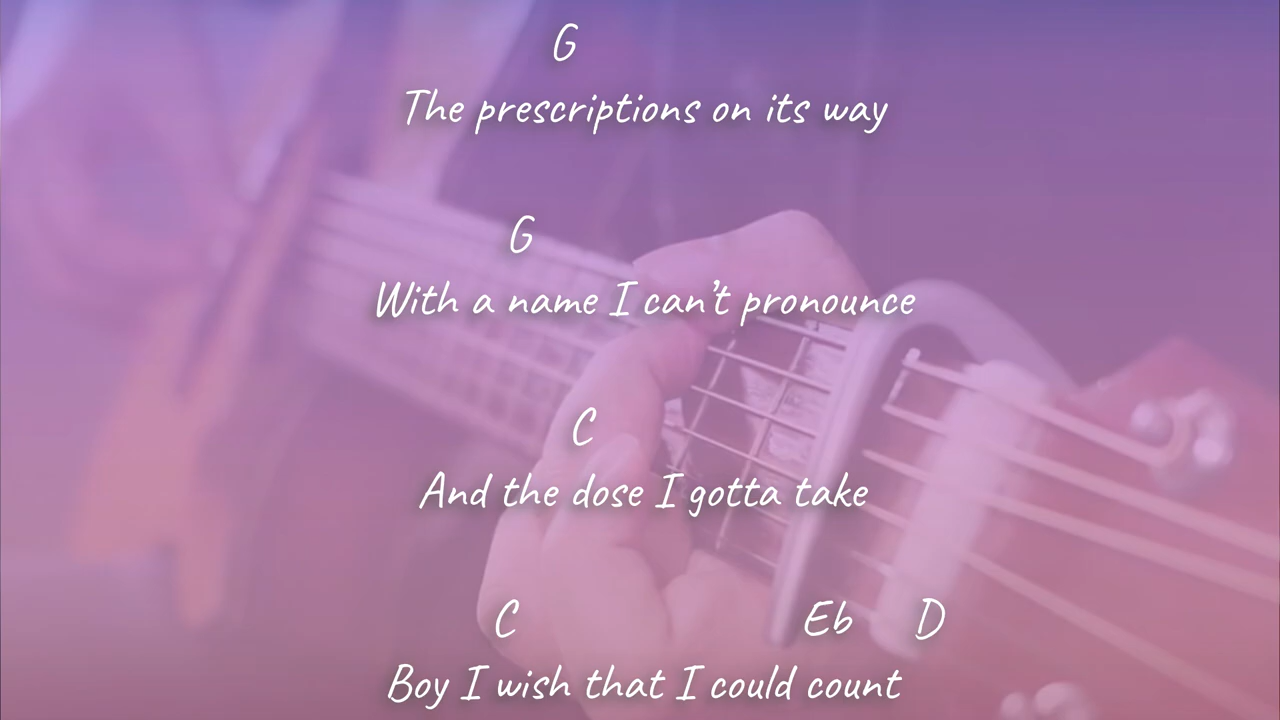 G
The prescriptions on its way
G
With a name I can't pronounce
C
And the dose I gotta take
C Eb D
Boy I wish that I could count